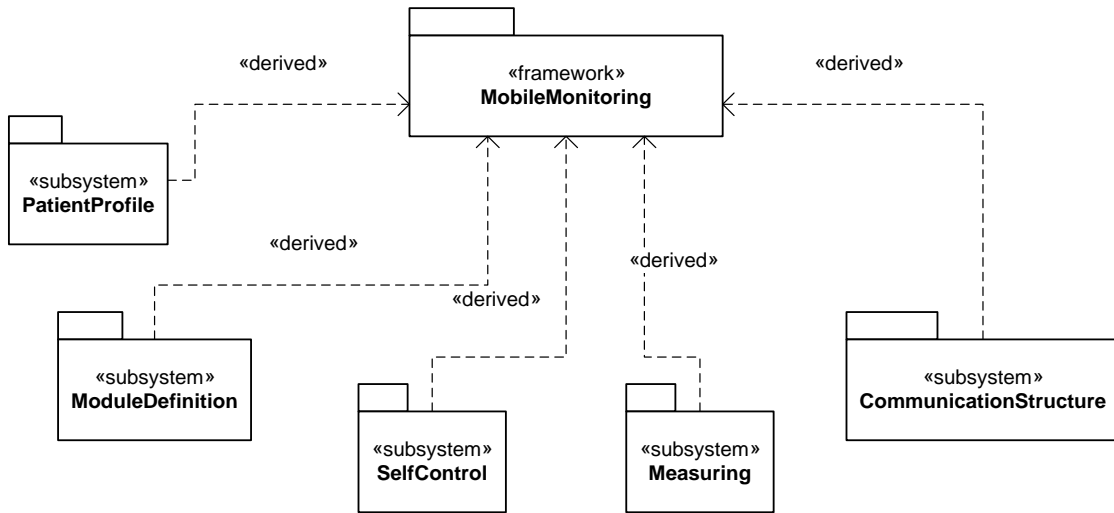 «derived»
«framework»
MobileMonitoring
«derived»
«subsystem»
PatientProfile
«derived»
«derived»
«derived»
«subsystem»
ModuleDefinition
«subsystem»
SelfControl
«subsystem»
Measuring
«subsystem»
CommunicationStructure